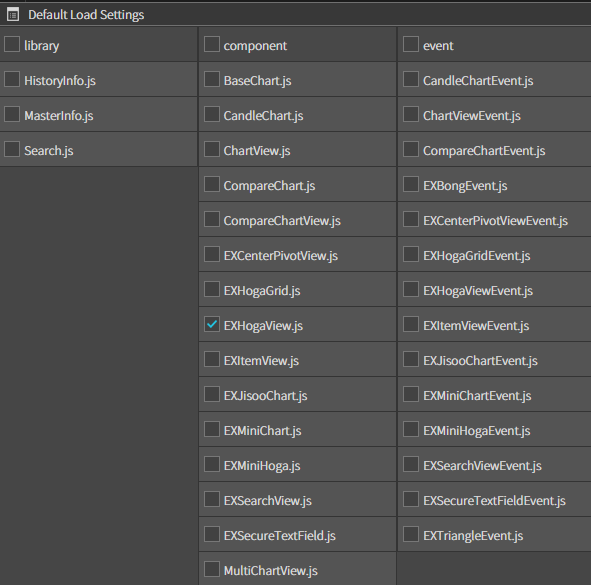 Default Load Settings
library
component
event
HistoryInfo.js
BaseChart.js
CandleChartEvent.js
MasterInfo.js
CandleChart.js
ChartViewEvent.js
Search.js
ChartView.js
CompareChartEvent.js
CompareChart.js
EXBongEvent.js
CompareChartView.js
EXCenterPivotViewEvent.js
EXCenterPivotView.js
EXHogaGridEvent.js
EXHogaGrid.js
EXHogaViewEvent.js
EXHogaView.js
EXItemViewEvent.js
EXItemView.js
EXJisooChartEvent.js
EXJisooChart.js
EXMiniChartEvent.js
EXMiniChart.js
EXMiniHogaEvent.js
EXMiniHoga.js
EXSearchViewEvent.js
EXSearchView.js
EXSecureTextFieldEvent.js
EXSecureTextField.js
EXTriangleEvent.js
MultiChartView.js